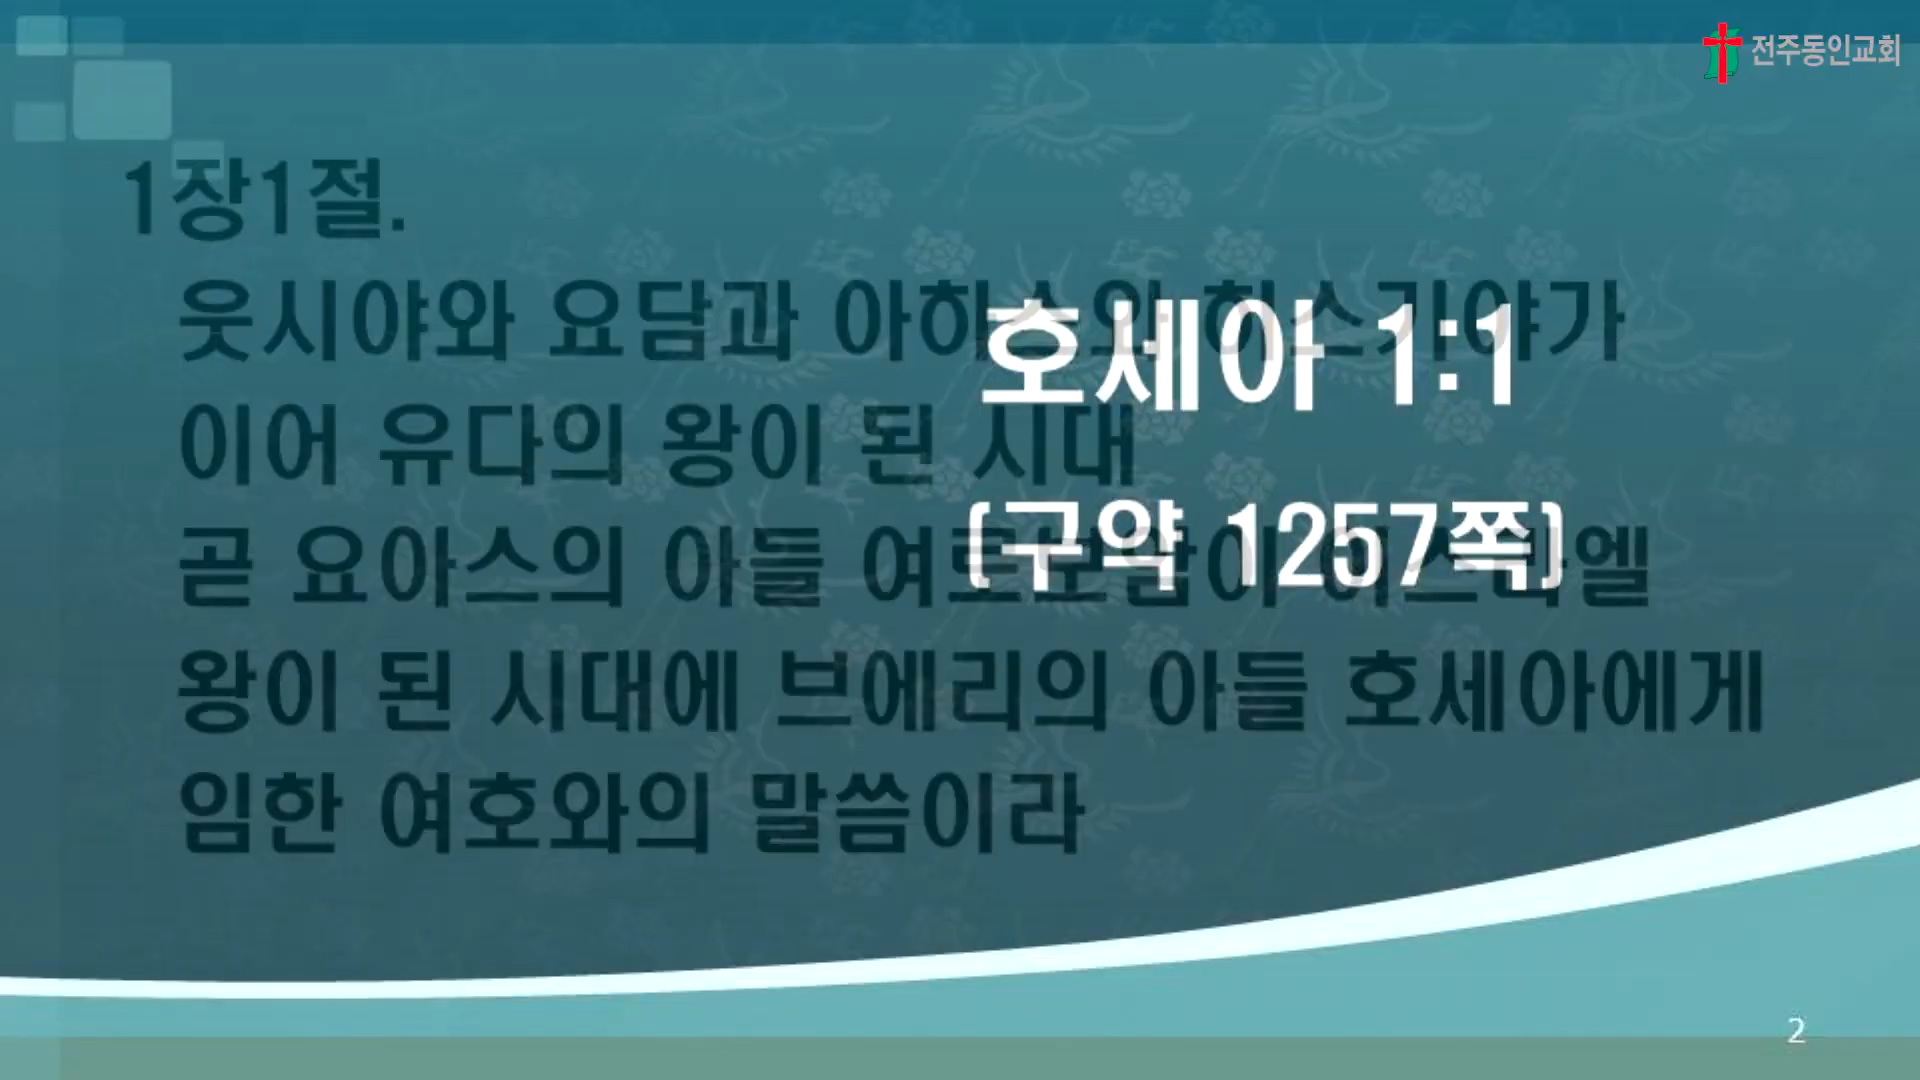 전주동인교회
1장1절.
웃시야와 요담과 아하스와 히스기야가
이어 유다의 왕이 된 시대
곧 요아스의 아들 여로보암이 이스라엘
왕이 된 시대에 브에리의 아들 호세아에게
임한 여호와의 말씀이라
호세아 1:1
(구약 1257쪽)
2